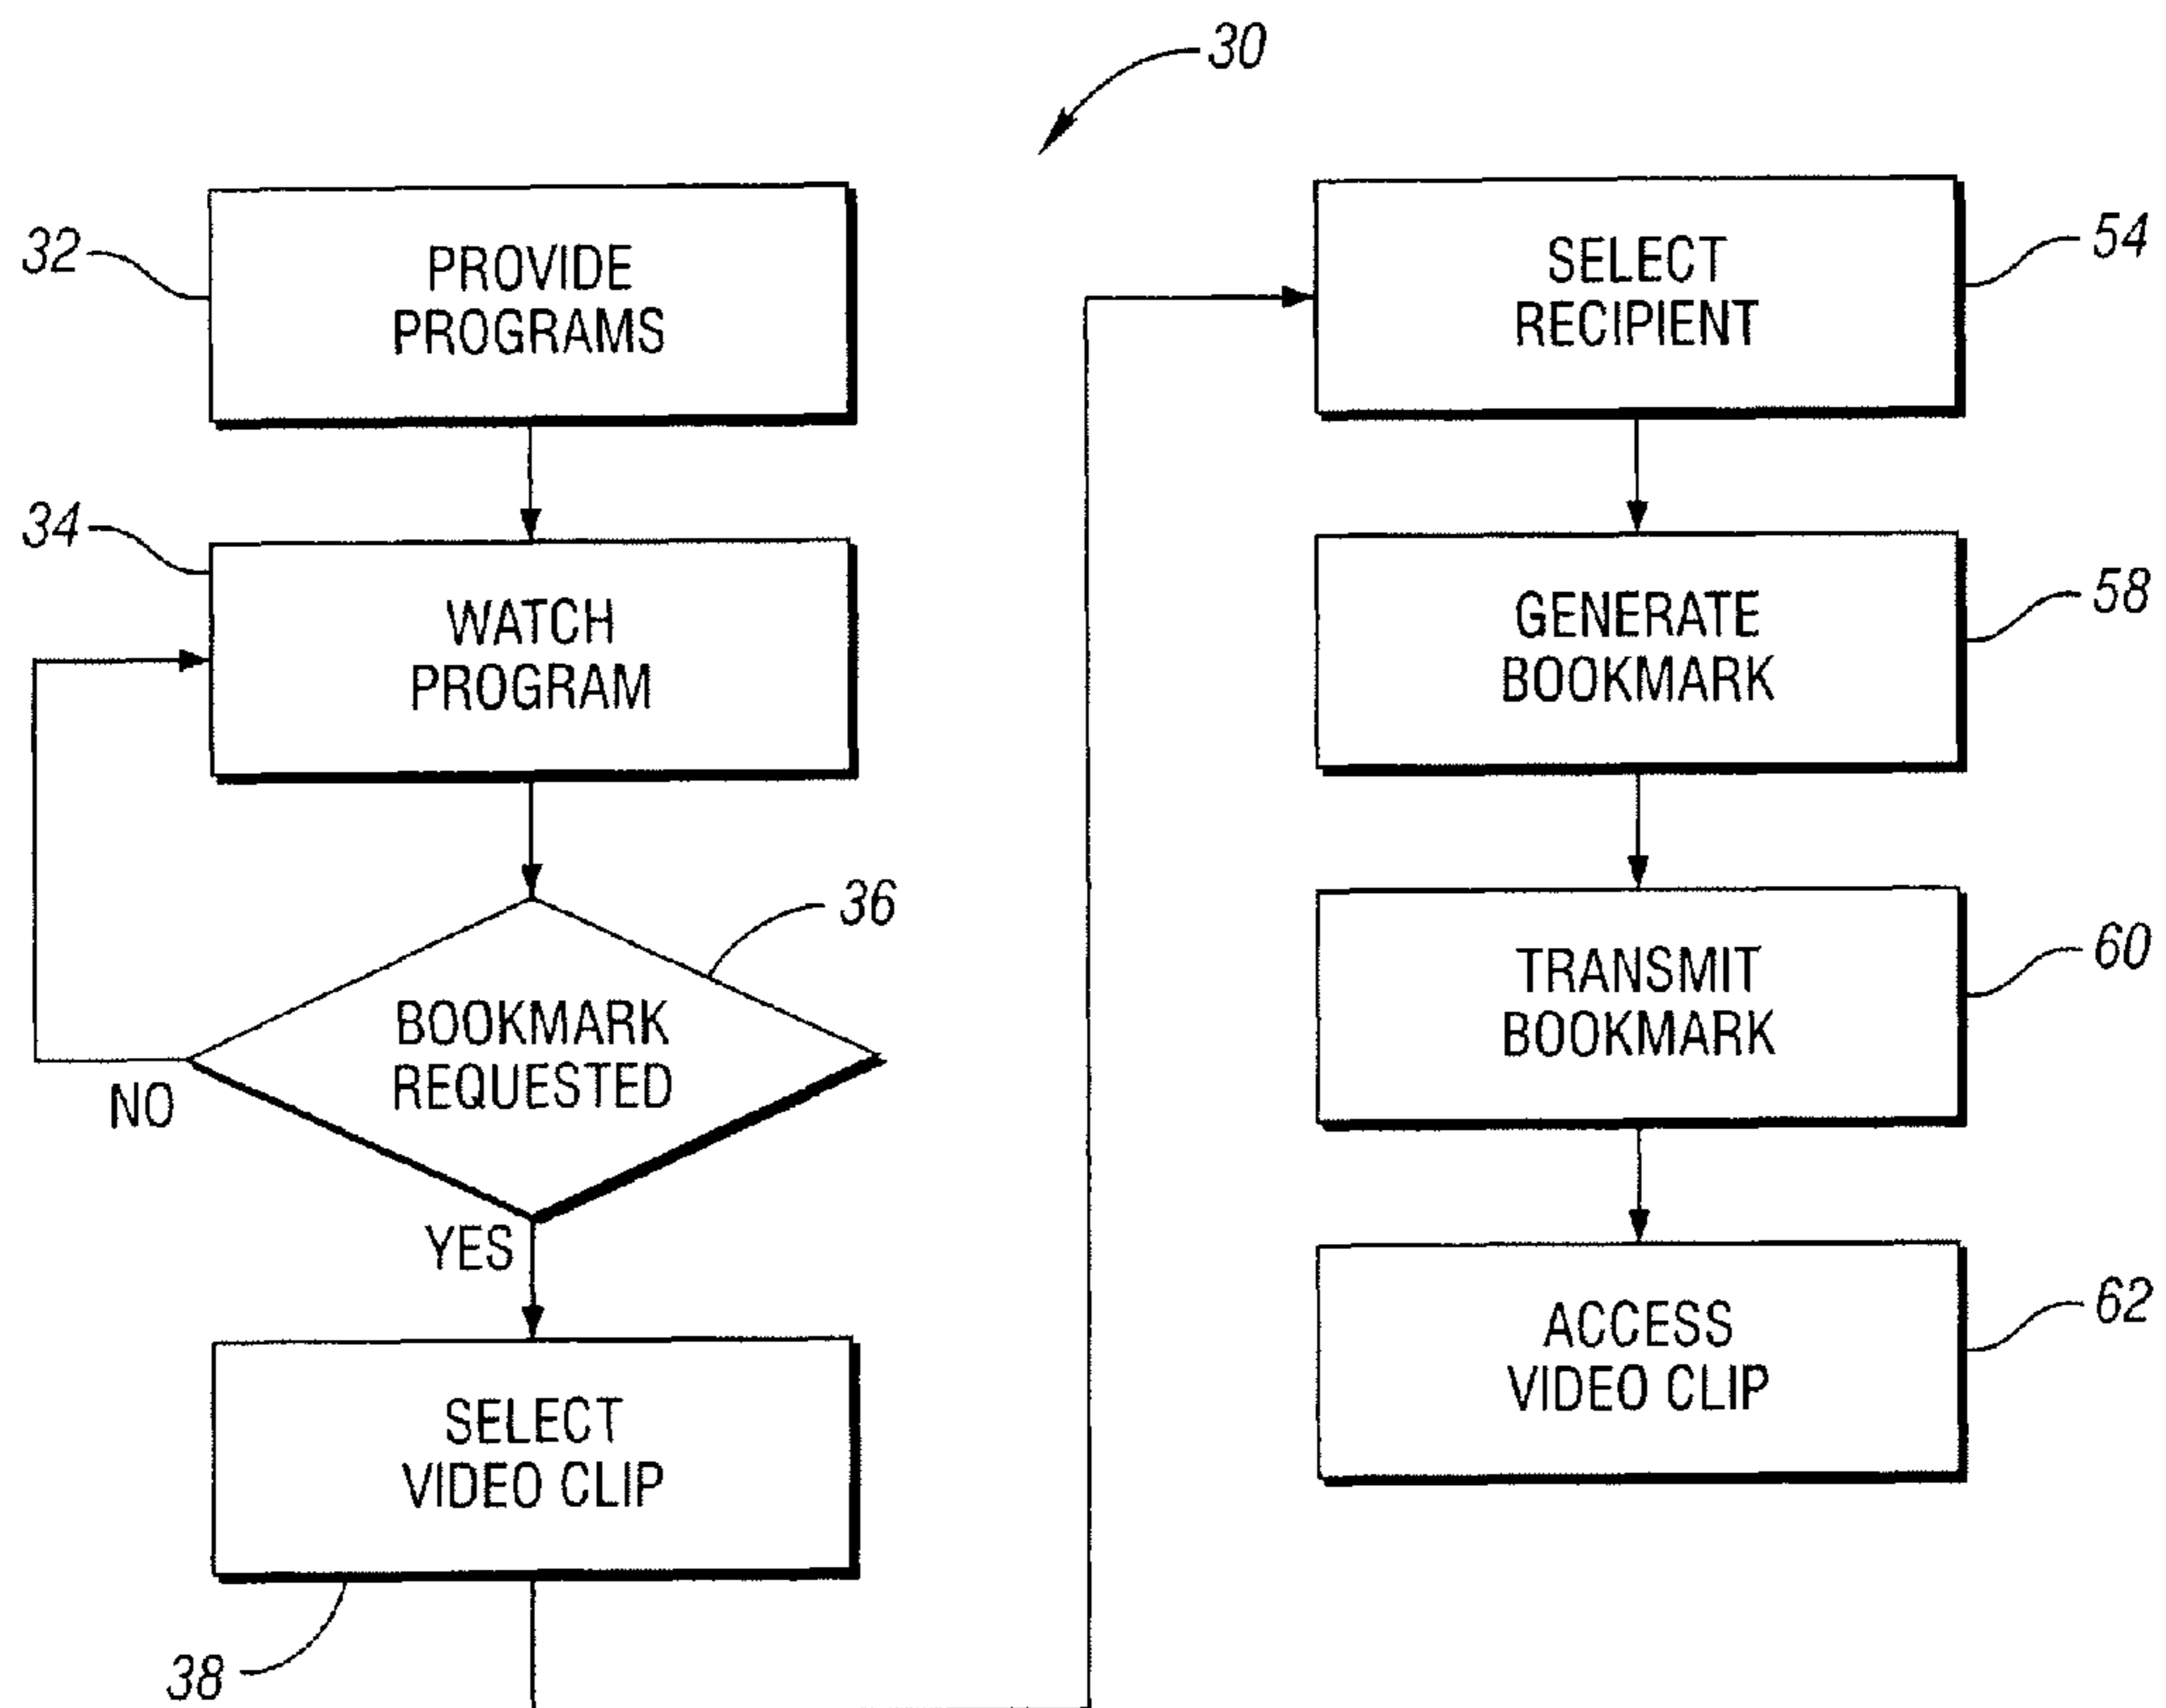 30
32
PROVIDE
PROGRAMS
34
WATCH
PROGRAM
36
BOOKMARK
REQUESTED
NO
YES
SELECT
VIDEO CLIP
38
SELECT
RECIPIENT
54
GENERATE
BOOKMARK
58
TRANSMIT
BOOKMARK
60
ACCESS
VIDEO CLIP
62